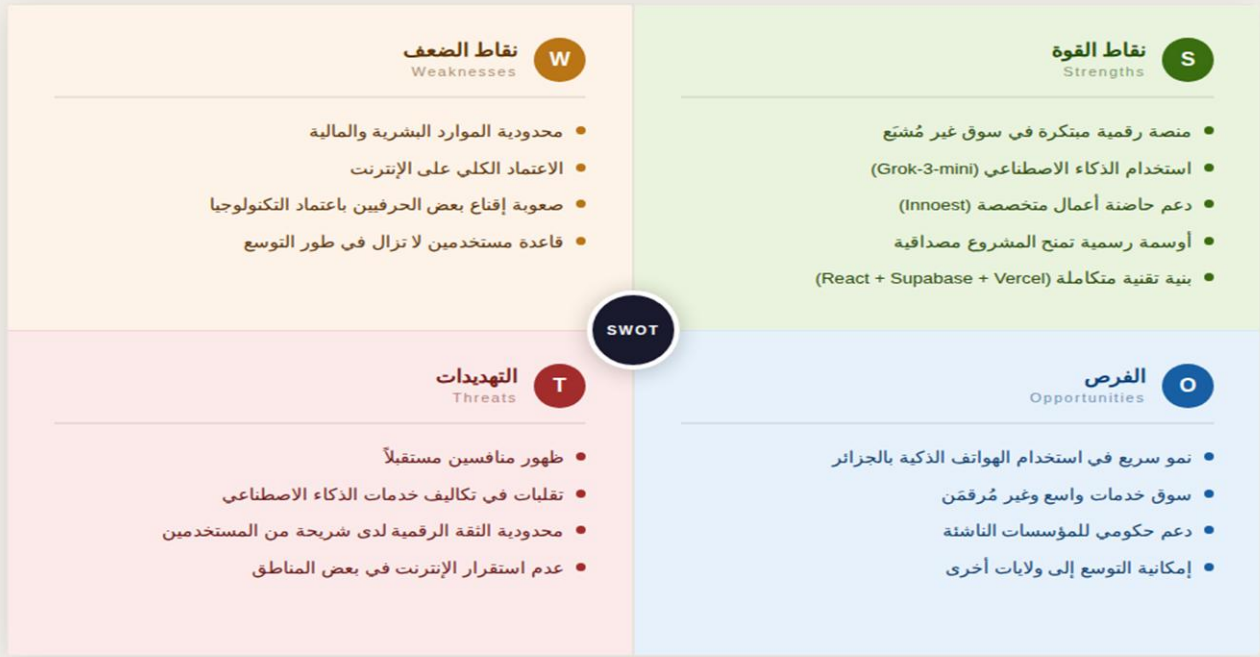 S
نقاط القوة
Strengths
منصة رقمية مبتكرة في سوق غير مُشبَع
استخدام الذكاء الاصطناعي (Grok-3-mini)
دعم حاضنة أعمال متخصصة (Innoest)
أوسمة رسمية تمنح المشروع مصداقية
بنية تقنية متكاملة (React + Supabase + Vercel)
W
نقاط الضعف
Weaknesses
محدودية الموارد البشرية والمالية
الاعتماد الكلي على الإنترنت
صعوبة إقناع بعض الحرفيين باعتماد التكنولوجيا
قاعدة مستخدمين لا تزال في طور التوسع
SWOT
O
الفرص
Opportunities
نمو سريع في استخدام الهواتف الذكية بالجزائر
سوق خدمات واسع وغير مُرقمَن
دعم حكومي للمؤسسات الناشئة
إمكانية التوسع إلى ولايات أخرى
T
التهديدات
Threats
ظهور منافسين مستقبلاً
تقلبات في تكاليف خدمات الذكاء الاصطناعي
محدودية الثقة الرقمية لدى شريحة من المستخدمين
عدم استقرار الإنترنت في بعض المناطق